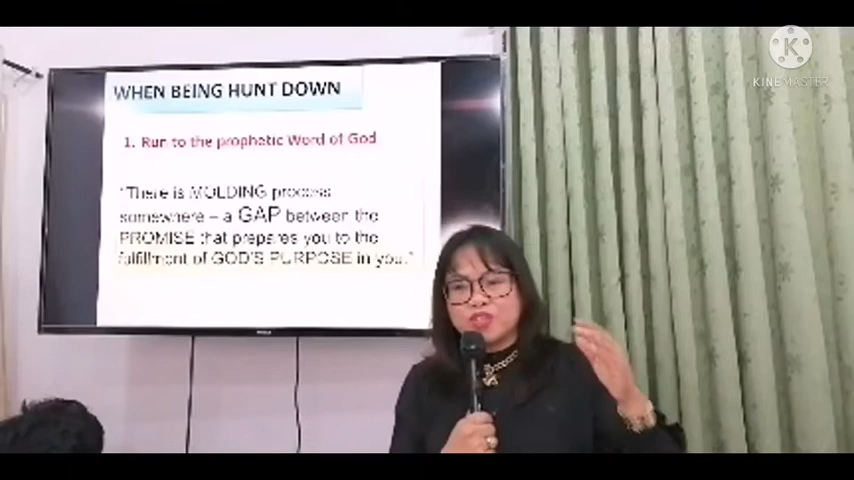 WHEN BEING HUNT DOWN
1. Run to the prophetic Word of God
"There is MOLDING process
somewhere – a GAP between the
PROMISE that prepares you to the
fulfillment of GOD'S PURPOSE in you."
K
KINEMASTER